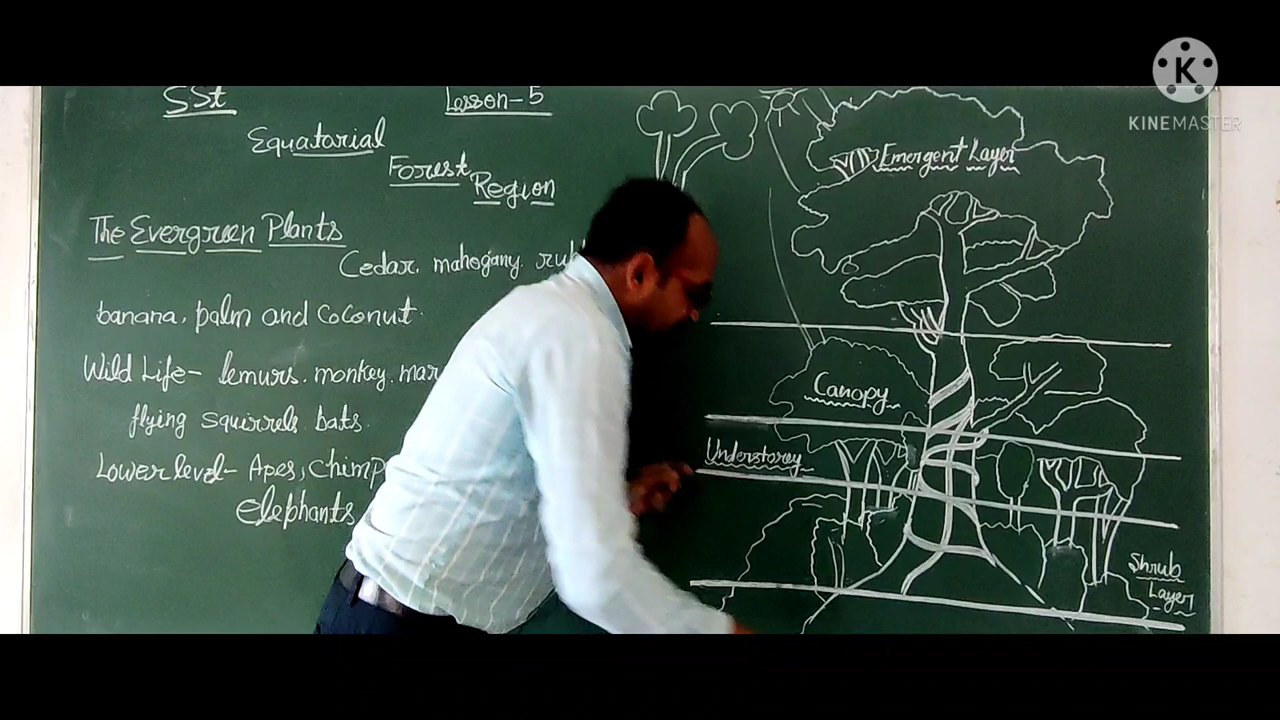 SSt
Lesson-5
Equatorial
Forest
Region
The Evergreen Plants
Cedar, mahogany,
banana, palm and Coconut.
Wild Life- lemurs, monkey,
flying squirrels bats.
Lower level- Apes,
elephants
Emergent Layer
Canopy
Understorey
Shrub
Layer
K
KINEMASTER